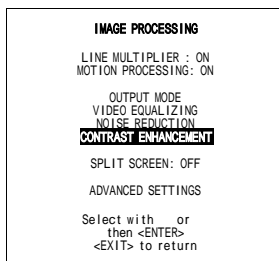 IMAGE PROCESSING
LINE MULTIPLIER : ON
MOTION PROCESSING: ON
OUTPUT MODE
VIDEO EQUALIZING
NOISE REDUCTION
CONTRAST ENHANCEMENT
SPLIT SCREEN: OFF
ADVANCED SETTINGS
Select with or
then <ENTER>
<EXIT> to return